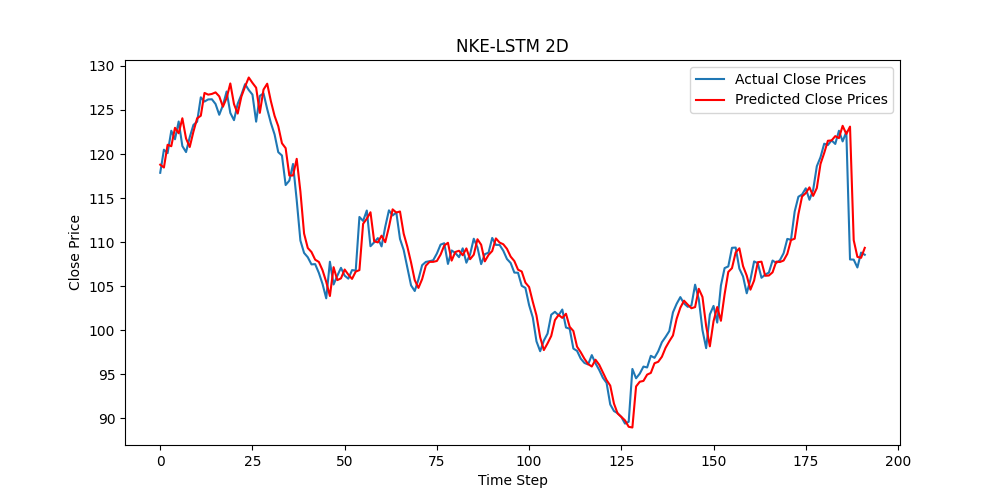 NKE-LSTM 2D
130
125
120
115
110
105
100
95
90
Close Price
Actual Close Prices
Predicted Close Prices
0 25 50 75 100 125 150 175 200
Time Step